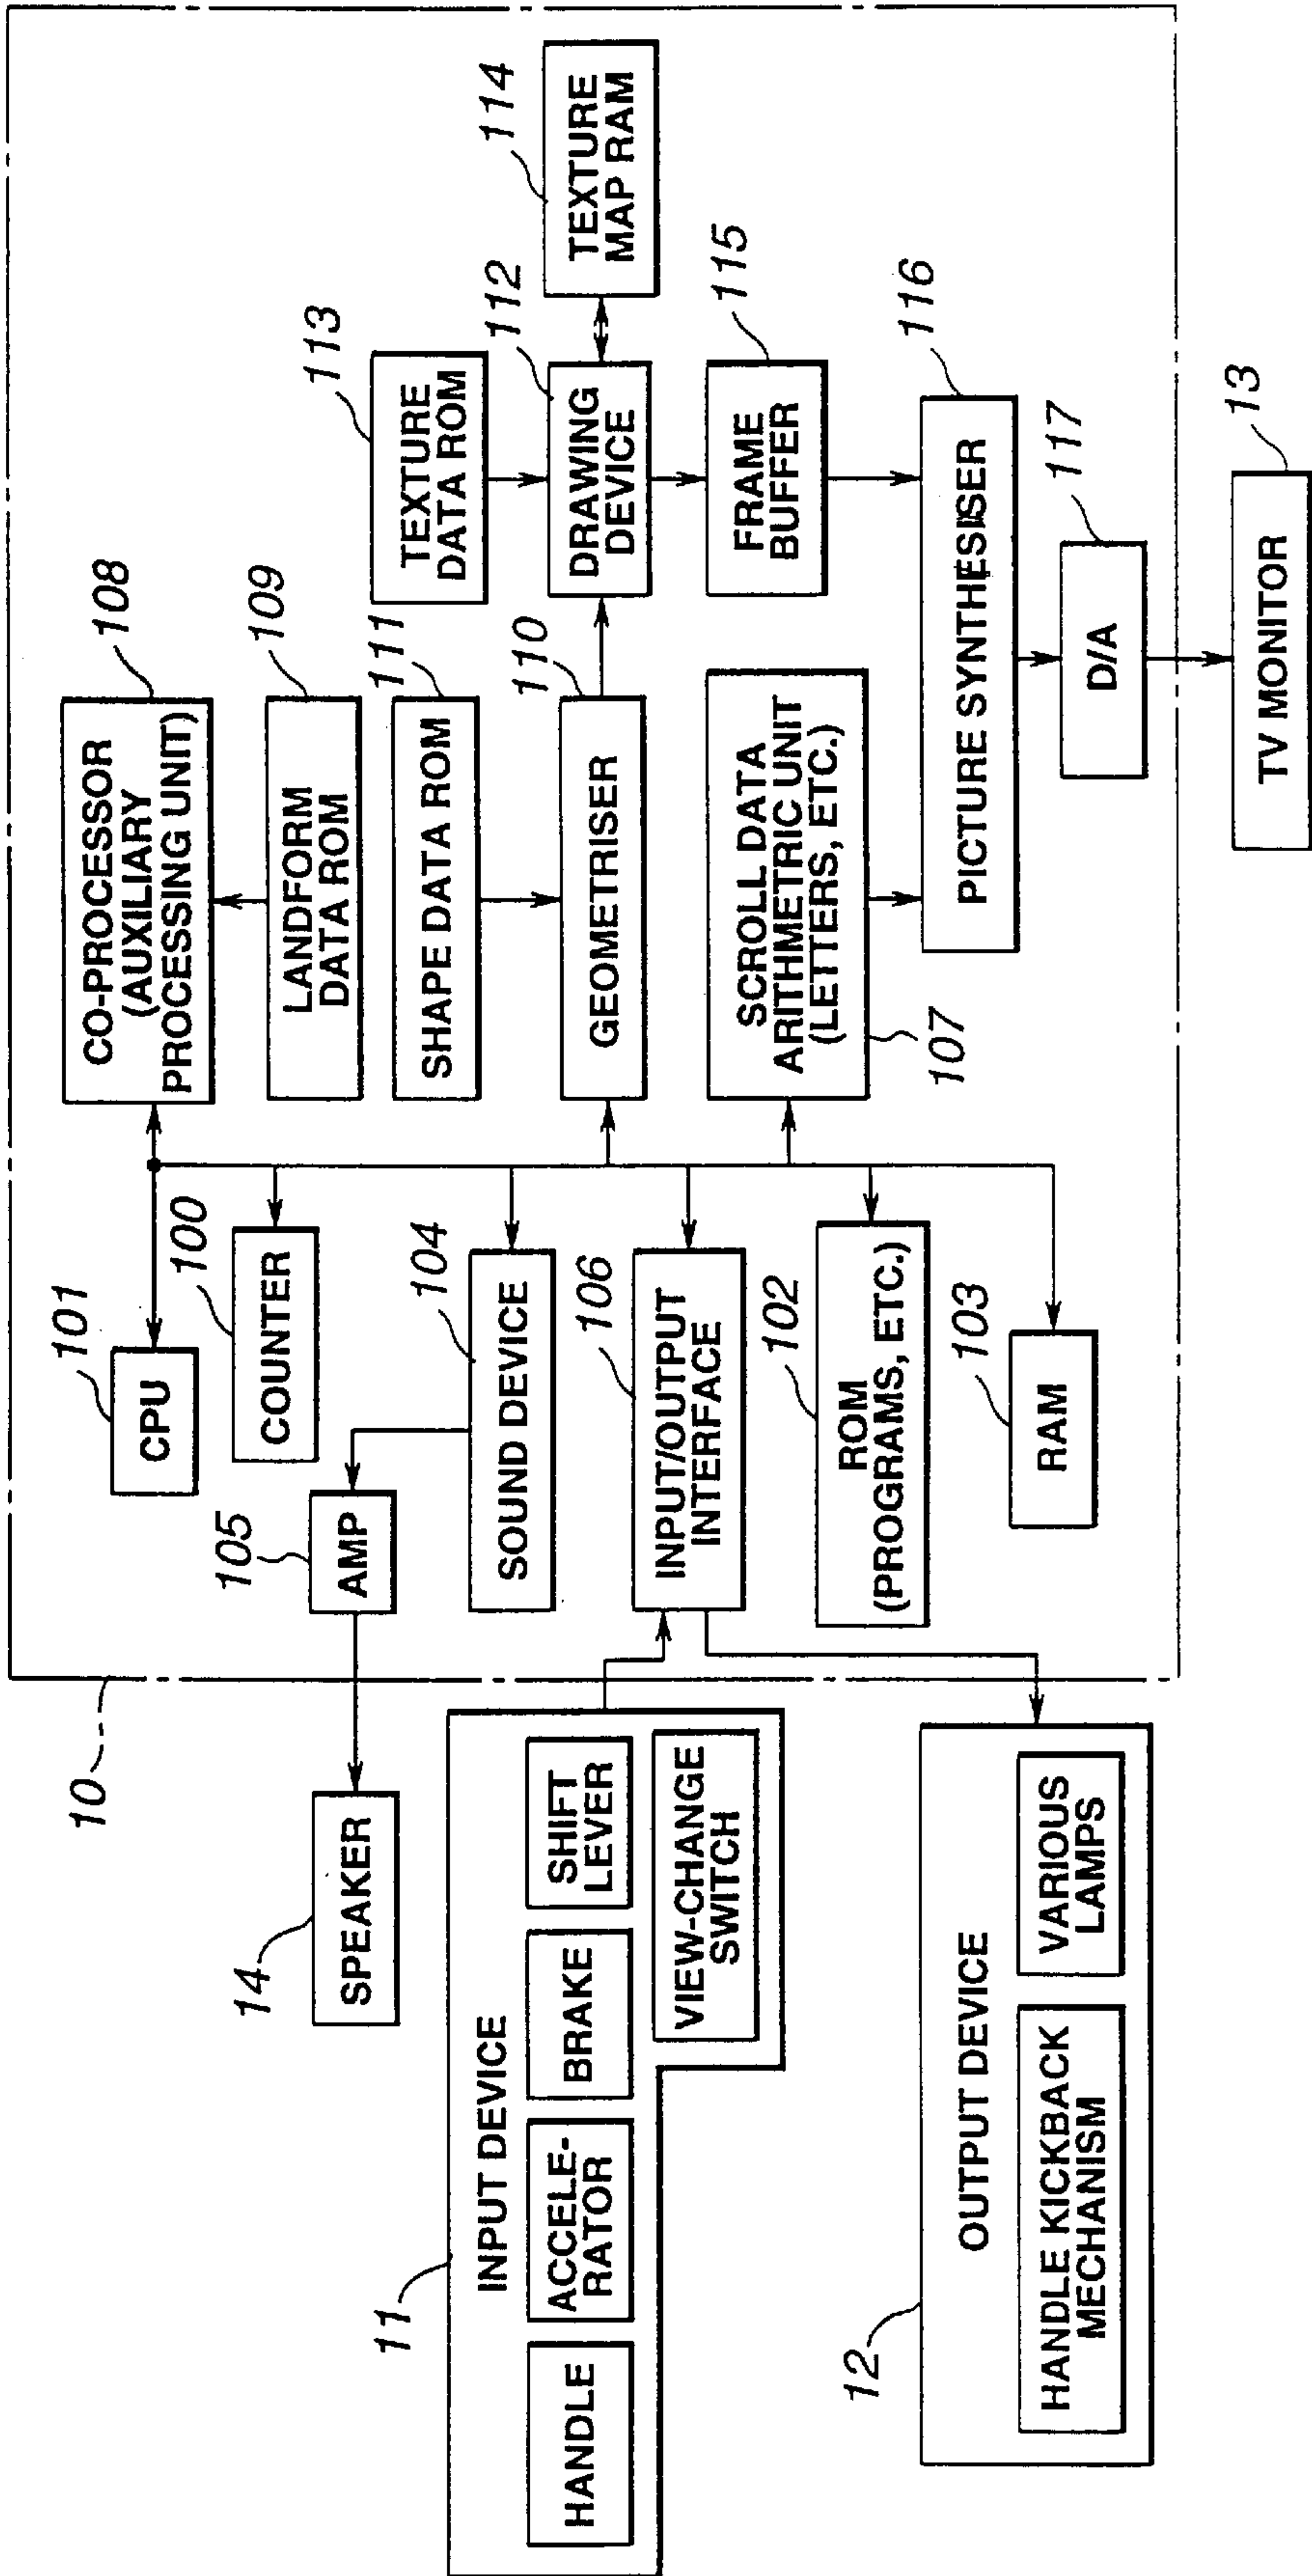 10
101
CPU
100
COUNTER
105
AMP
104
SOUND DEVICE
106
INPUT/OUTPUT
INTERFACE
102
ROM
(PROGRAMS, ETC.)
103
RAM
14
SPEAKER
11
INPUT DEVICE
HANDLE
ACCELE-
RATOR
BRAKE
SHIFT
LEVER
VIEW-CHANGE
SWITCH
12
OUTPUT DEVICE
HANDLE KICKBACK
MECHANISM
VARIOUS
LAMPS
CO-PROCESSOR
(AUXILIARY
PROCESSING UNIT)
108
LANDFORM
DATA ROM
109
SHAPE DATA ROM
111
GEOMETRISER
110
SCROLL DATA
ARITHMETRIC UNIT
(LETTERS, ETC.)
107
113
TEXTURE
DATA ROM
112
DRAWING
DEVICE
114
TEXTURE
MAP RAM
115
FRAME
BUFFER
116
PICTURE SYNTHESISER
117
D/A
13
TV MONITOR